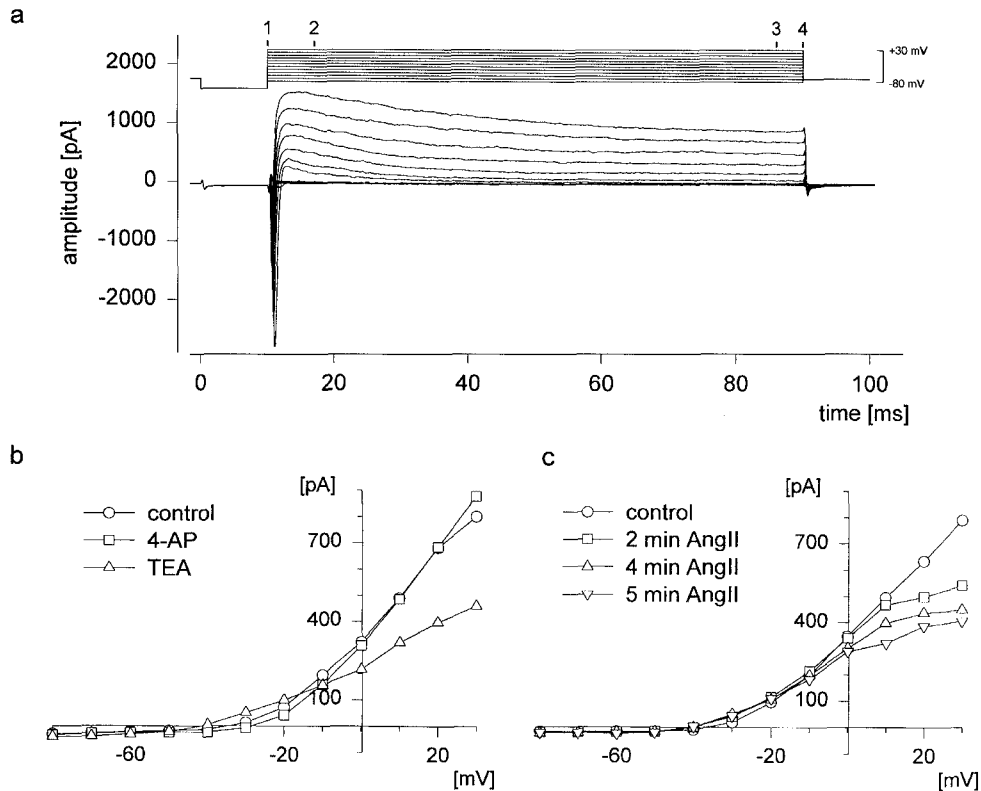 a
1 2 3 4
+30 mV
-80 mV
2000
1000
0
-1000
-2000
amplitude [pA]
0 20 40 60 80 100
time [ms]
b
[pA]
control
4-AP
TEA
700
400
100
-60 -20 20
[mV]
c
[pA]
control
2 min AngII
4 min AngII
5 min AngII
700
400
100
-60 -20 20
[mV]